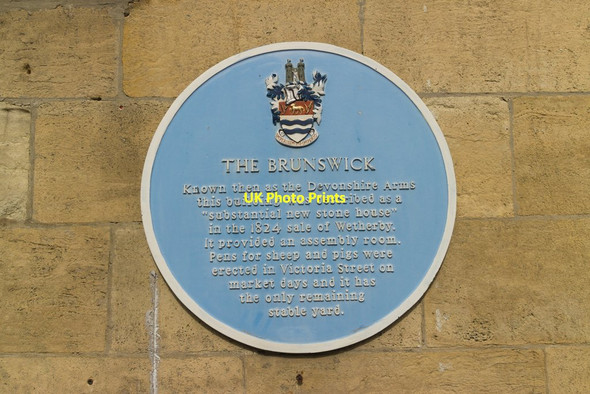 THE BRUNSWICK
Known then as the Devonshire Arms
this described as a
UK Photo Prints
"substantial new stone house"
in the 1824 sale of Wetherby.
It provided an assembly room.
Pens for sheep and pigs were
erected in Victoria Street on
market days and it has
the only remaining
stable yard.